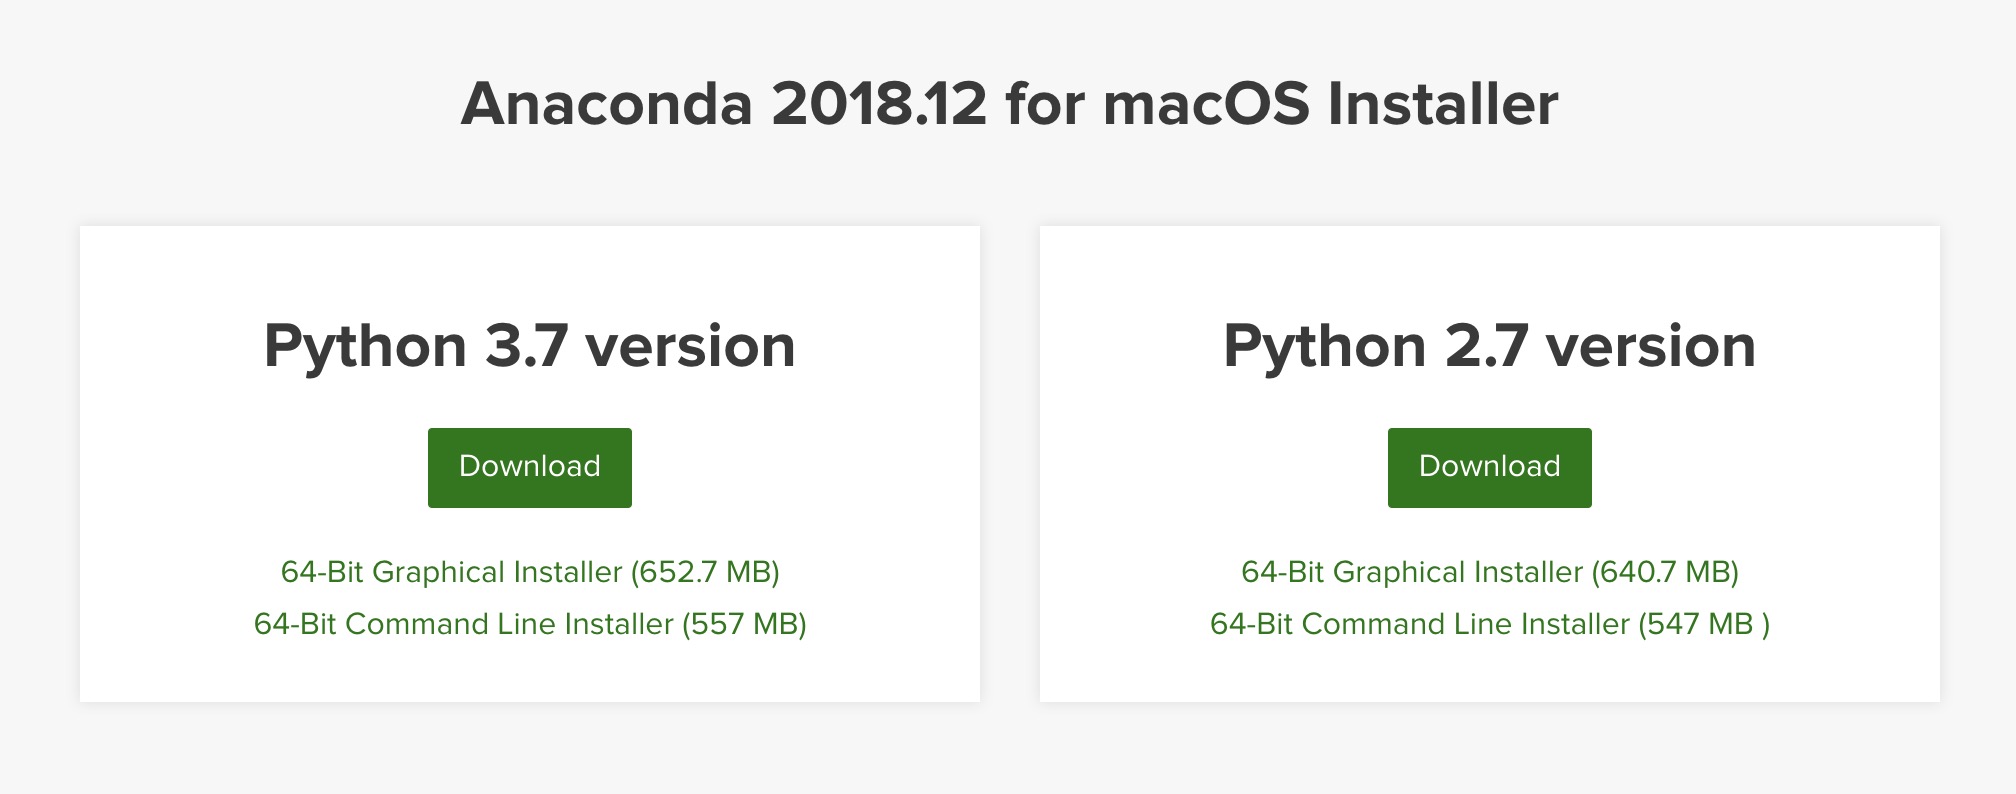 Anaconda 2018.12 for macOS Installer
Python 3.7 version
Download
64-Bit Graphical Installer (652.7 MB)
64-Bit Command Line Installer (557 MB)
Python 2.7 version
Download
64-Bit Graphical Installer (640.7 MB)
64-Bit Command Line Installer (547 MB )